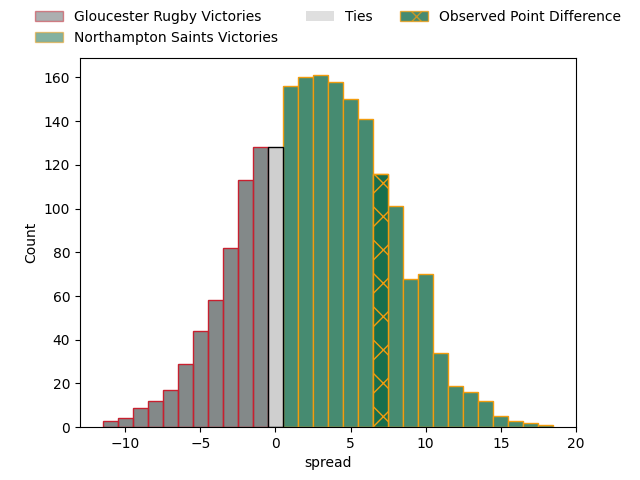 Gloucester Rugby Victories
Ties
Observed Point Difference
Northampton Saints Victories
160
140
120
100
80
60
40
20
0
Count
−10
−5
0
5
10
15
20
spread